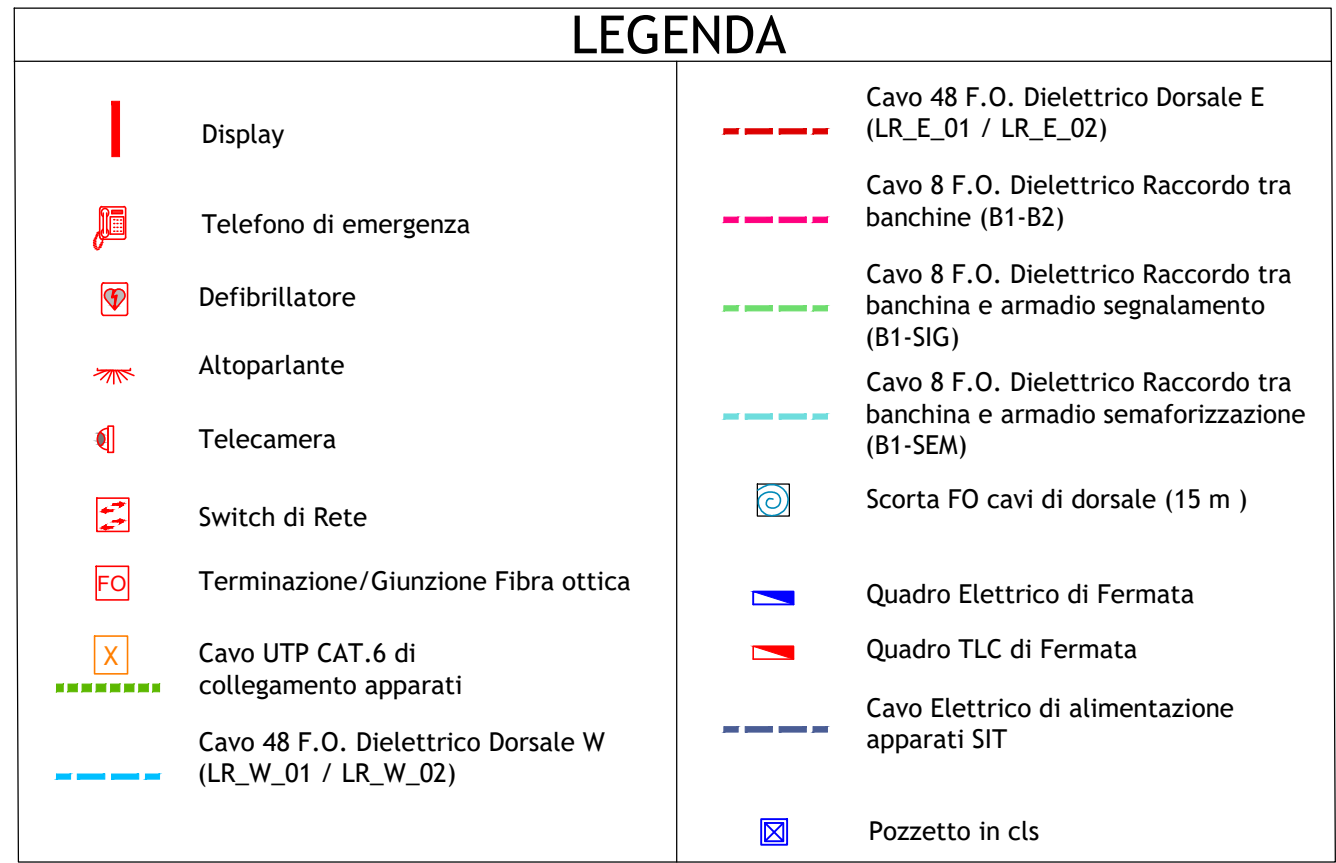 LEGENDA
Display
Telefono di emergenza
Defibrillatore
Altoparlante
Telecamera
Switch di Rete
FO
Terminazione/Giunzione Fibra ottica
X
Cavo UTP CAT.6 di
collegamento apparati
Cavo 48 F.O. Dielettrico Dorsale W
(LR_W_01 / LR_W_02)
Cavo 48 F.O. Dielettrico Dorsale E
(LR_E_01 / LR_E_02)
Cavo 8 F.O. Dielettrico Raccordo tra
banchine (B1-B2)
Cavo 8 F.O. Dielettrico Raccordo tra
banchina e armadio segnalamento
(B1-SIG)
Cavo 8 F.O. Dielettrico Raccordo tra
banchina e armadio semaforizzazione
(B1-SEM)
Scorta FO cavi di dorsale (15 m )
Quadro Elettrico di Fermata
Quadro TLC di Fermata
Cavo Elettrico di alimentazione
apparati SIT
Pozzetto in cls